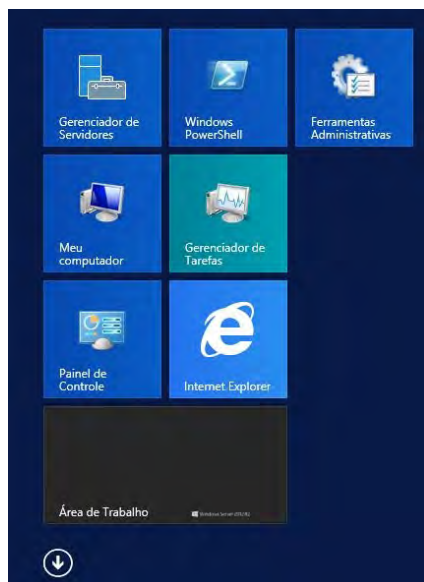 Gerenciador de
Servidores
Windows
PowerShell
Ferramentas
Administrativas
Meu
computador
Gerenciador de
Tarefas
Painel de
Controle
Internet Explorer
Área de Trabalho
Windows Server 2012 R2